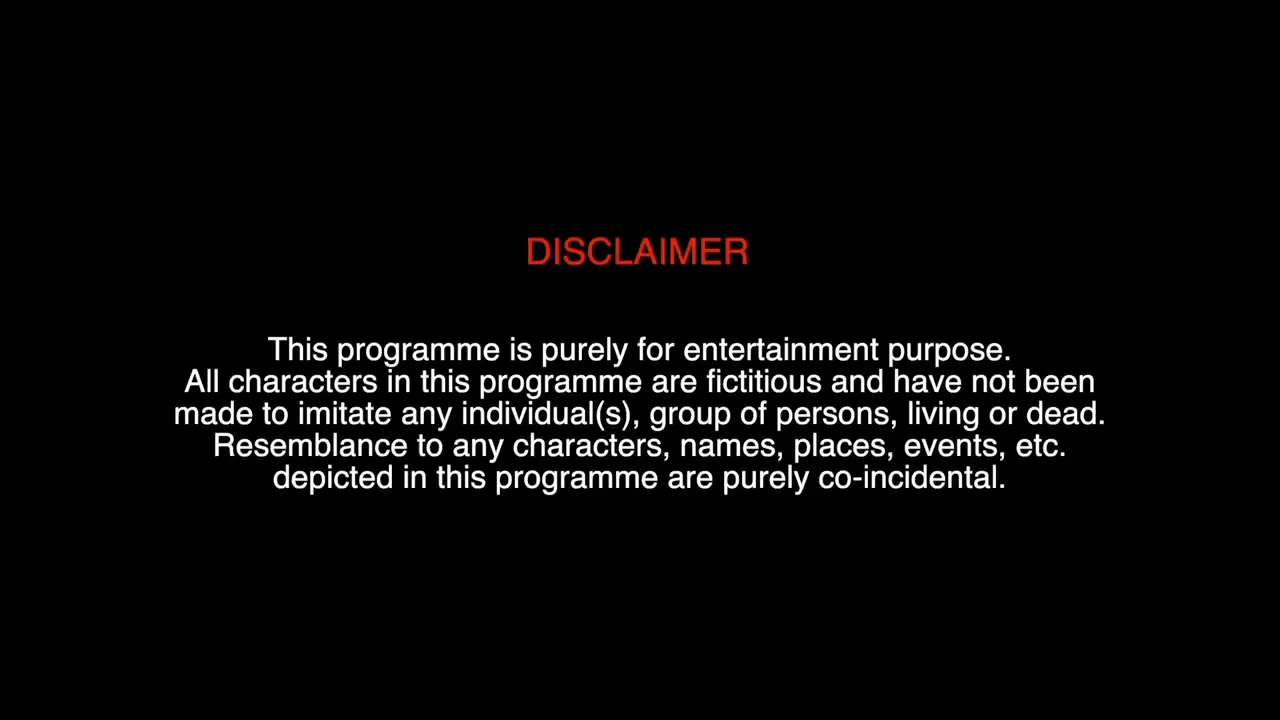 DISCLAIMER
This programme is purely for entertainment purpose.
All characters in this programme are fictitious and have not been
made to imitate any individual(s), group of persons, living or dead.
Resemblance to any characters, names, places, events, etc.
depicted in this programme are purely co-incidental.